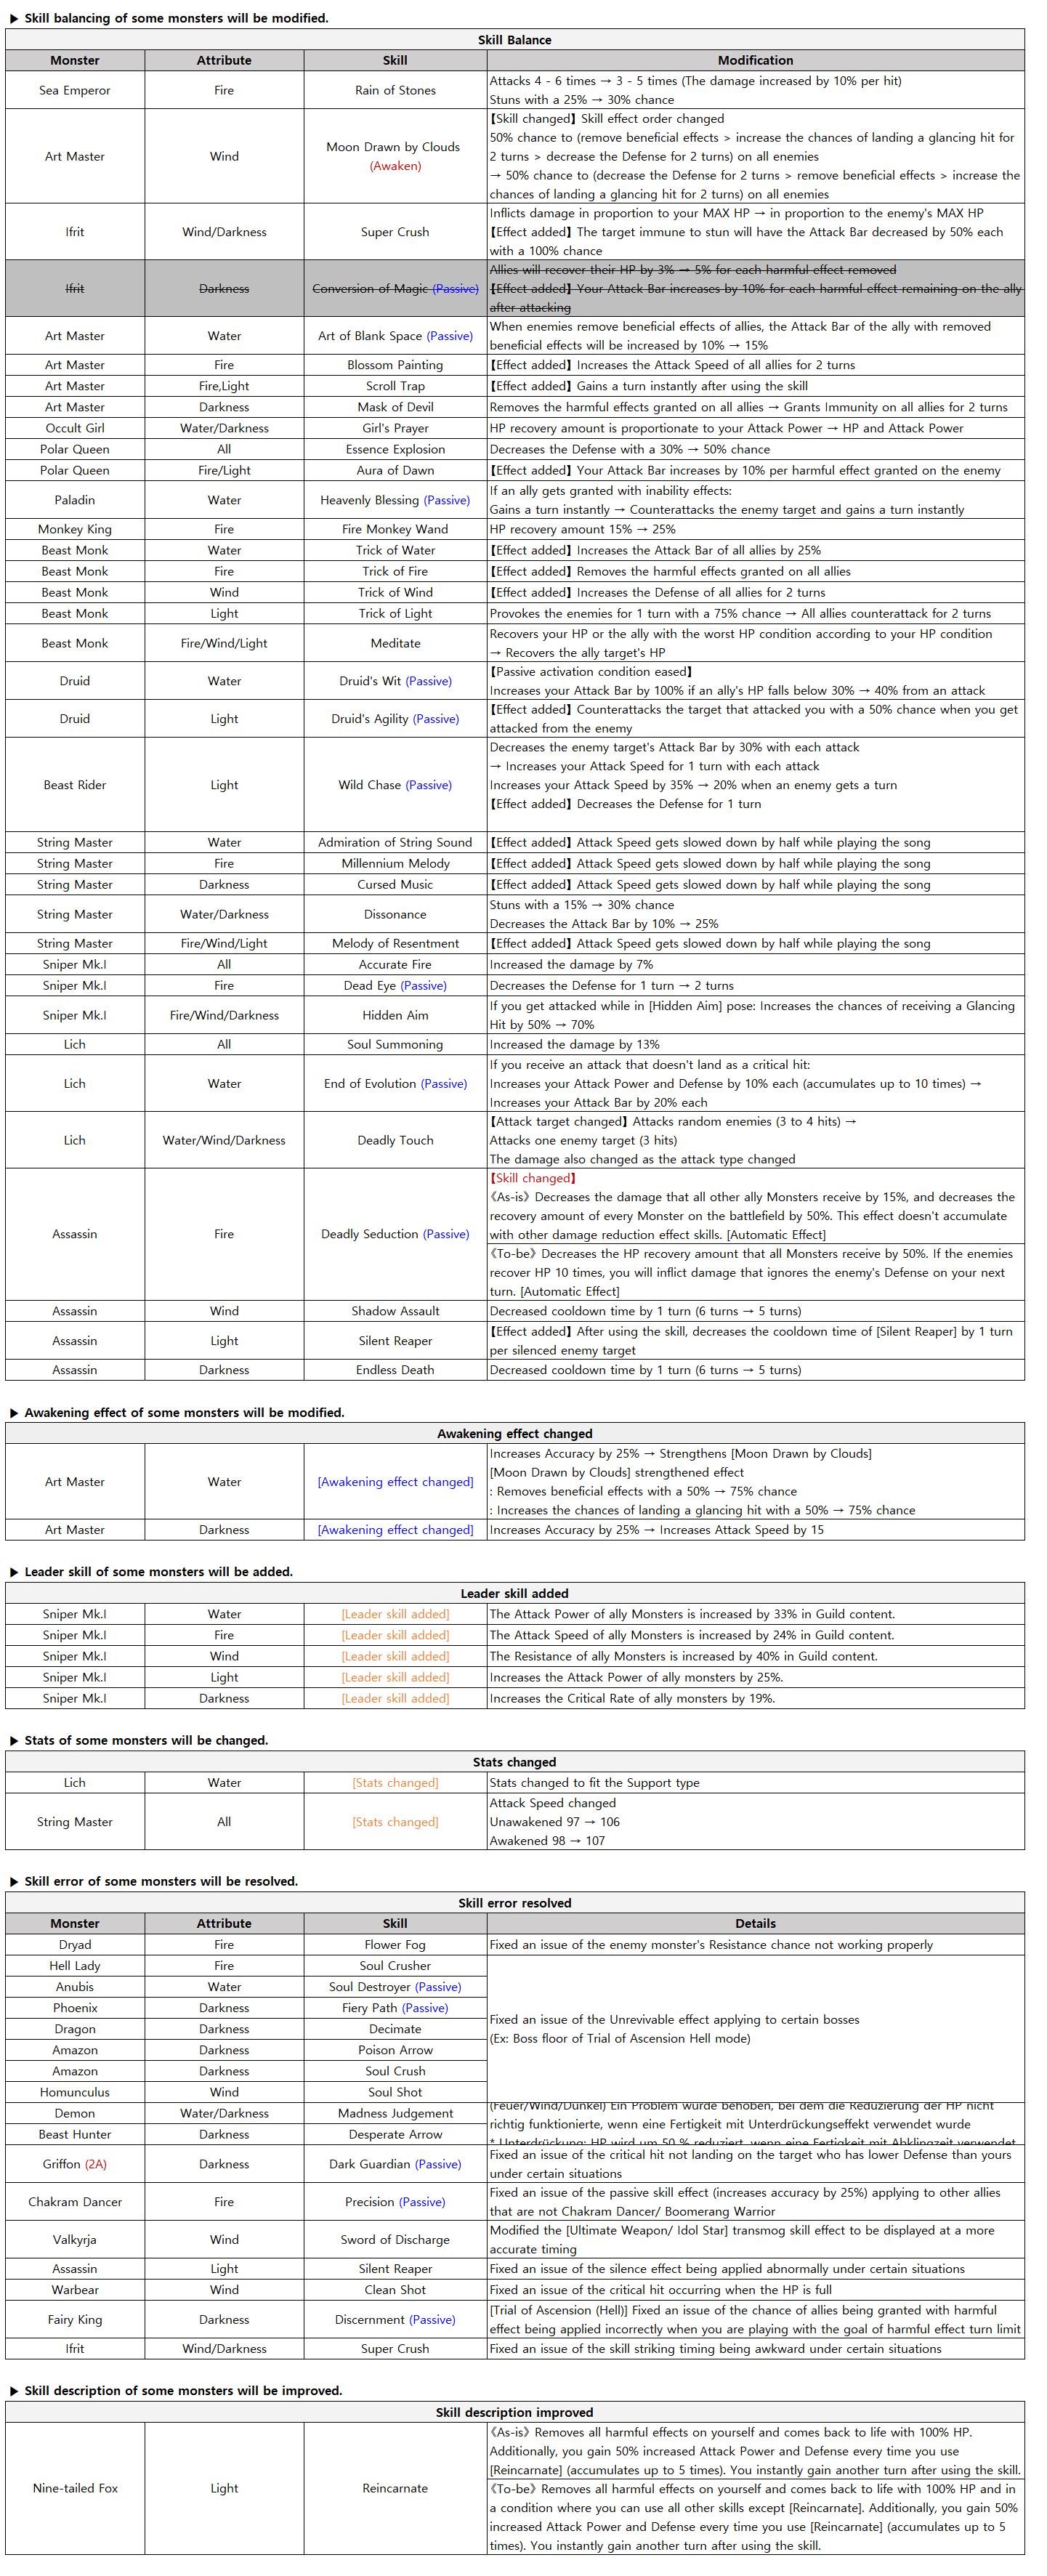 ▶ Skill balancing of some monsters will be modified.
Skill Balance
Monster Attribute Skill Modification
Sea Emperor Fire Rain of Stones
Attacks 4 - 6 times → 3 - 5 times (The damage increased by 10% per hit)
Stuns with a 25% → 30% chance
Art Master Wind Moon Drawn by Clouds
(Awaken)
【Skill changed】 Skill effect order changed
50% chance to (remove beneficial effects > increase the chances of landing a glancing hit for
2 turns > decrease the Defense for 2 turns) on all enemies
→ 50% chance to (decrease the Defense for 2 turns > remove beneficial effects > increase the
chances of landing a glancing hit for 2 turns) on all enemies
Ifrit Wind/Darkness Super Crush
Inflicts damage in proportion to your MAX HP → in proportion to the enemy's MAX HP
【Effect added】 The target immune to stun will have the Attack Bar decreased by 50% each
with a 100% chance
Ifrit Darkness Conversion of Magic (Passive)
Allies will recover their HP by 3% → 5% for each harmful effect removed
【Effect added】 Your Attack Bar increases by 10% for each harmful effect remaining on the ally
after attacking
Art Master Water Art of Blank Space (Passive)
When enemies remove beneficial effects of allies, the Attack Bar of the ally with removed
beneficial effects will be increased by 10% → 15%
Art Master Fire Blossom Painting 【Effect added】 Increases the Attack Speed of all allies for 2 turns
Art Master Fire,Light Scroll Trap 【Effect added】 Gains a turn instantly after using the skill
Art Master Darkness Mask of Devil Removes the harmful effects granted on all allies → Grants Immunity on all allies for 2 turns
Occult Girl Water/Darkness Girl's Prayer HP recovery amount is proportionate to your Attack Power → HP and Attack Power
Polar Queen All Essence Explosion Decreases the Defense with a 30% → 50% chance
Polar Queen Fire/Light Aura of Dawn 【Effect added】 Your Attack Bar increases by 10% per harmful effect granted on the enemy
Paladin Water Heavenly Blessing (Passive)
If an ally gets granted with inability effects:
Gains a turn instantly → Counterattacks the enemy target and gains a turn instantly
Monkey King Fire Fire Monkey Wand HP recovery amount 15% → 25%
Beast Monk Water Trick of Water 【Effect added】 Increases the Attack Bar of all allies by 25%
Beast Monk Fire Trick of Fire 【Effect added】 Removes the harmful effects granted on all allies
Beast Monk Wind Trick of Wind 【Effect added】 Increases the Defense of all allies for 2 turns
Beast Monk Light Trick of Light Provokes the enemies for 1 turn with a 75% chance → All allies counterattack for 2 turns
Beast Monk Fire/Wind/Light Meditate
Recovers your HP or the ally with the worst HP condition according to your HP condition
→ Recovers the ally target's HP
Druid Water Druid's Wit (Passive)
【Passive activation condition eased】
Increases your Attack Bar by 100% if an ally's HP falls below 30% → 40% from an attack
Druid Light Druid's Agility (Passive)
【Effect added】 Counterattacks the target that attacked you with a 50% chance when you get
attacked from the enemy
Beast Rider Light Wild Chase (Passive)
Decreases the enemy target's Attack Bar by 30% with each attack
→ Increases your Attack Speed for 1 turn with each attack
Increases your Attack Speed by 35% → 20% when an enemy gets a turn
【Effect added】 Decreases the Defense for 1 turn
String Master Water Admiration of String Sound 【Effect added】 Attack Speed gets slowed down by half while playing the song
String Master Fire Millennium Melody 【Effect added】 Attack Speed gets slowed down by half while playing the song
String Master Darkness Cursed Music 【Effect added】 Attack Speed gets slowed down by half while playing the song
String Master Water/Darkness Dissonance
Stuns with a 15% → 30% chance
Decreases the Attack Bar by 10% → 25%
String Master Fire/Wind/Light Melody of Resentment 【Effect added】 Attack Speed gets slowed down by half while playing the song
Sniper Mk.I All Accurate Fire Increased the damage by 7%
Sniper Mk.I Fire Dead Eye (Passive) Decreases the Defense for 1 turn → 2 turns
Sniper Mk.I Fire/Wind/Darkness Hidden Aim
If you get attacked while in [Hidden Aim] pose: Increases the chances of receiving a Glancing
Hit by 50% → 70%
Lich All Soul Summoning Increased the damage by 13%
Lich Water End of Evolution (Passive)
If you receive an attack that doesn't land as a critical hit:
Increases your Attack Power and Defense by 10% each (accumulates up to 10 times) →
Increases your Attack Bar by 20% each
Lich Water/Wind/Darkness Deadly Touch
【Attack target changed】 Attacks random enemies (3 to 4 hits) →
Attacks one enemy target (3 hits)
The damage also changed as the attack type changed
Assassin Fire Deadly Seduction (Passive)
【Skill changed】
《As-is》 Decreases the damage that all other ally Monsters receive by 15%, and decreases the
recovery amount of every Monster on the battlefield by 50%. This effect doesn't accumulate
with other damage reduction effect skills. [Automatic Effect]
《To-be》 Decreases the HP recovery amount that all Monsters receive by 50%. If the enemies
recover HP 10 times, you will inflict damage that ignores the enemy's Defense on your next
turn. [Automatic Effect]
Assassin Wind Shadow Assault Decreased cooldown time by 1 turn (6 turns → 5 turns)
Assassin Light Silent Reaper
【Effect added】 After using the skill, decreases the cooldown time of [Silent Reaper] by 1 turn
per silenced enemy target
Assassin Darkness Endless Death Decreased cooldown time by 1 turn (6 turns → 5 turns)
▶ Awakening effect of some monsters will be modified.
Awakening effect changed
Art Master Water [Awakening effect changed]
Increases Accuracy by 25% → Strengthens [Moon Drawn by Clouds]
[Moon Drawn by Clouds] strengthened effect
: Removes beneficial effects with a 50% → 75% chance
: Increases the chances of landing a glancing hit with a 50% → 75% chance
Art Master Darkness [Awakening effect changed] Increases Accuracy by 25% → Increases Attack Speed by 15
▶ Leader skill of some monsters will be added.
Leader skill added
Sniper Mk.I Water [Leader skill added] The Attack Power of ally Monsters is increased by 33% in Guild content.
Sniper Mk.I Fire [Leader skill added] The Attack Speed of ally Monsters is increased by 24% in Guild content.
Sniper Mk.I Wind [Leader skill added] The Resistance of ally Monsters is increased by 40% in Guild content.
Sniper Mk.I Light [Leader skill added] Increases the Attack Power of ally monsters by 25%.
Sniper Mk.I Darkness [Leader skill added] Increases the Critical Rate of ally monsters by 19%.
▶ Stats of some monsters will be changed.
Stats changed
Lich Water [Stats changed] Stats changed to fit the Support type
String Master All [Stats changed]
Attack Speed changed
Unawakened 97 → 106
Awakened 98 → 107
▶ Skill error of some monsters will be resolved.
Skill error resolved
Monster Attribute Skill Details
Dryad Fire Flower Fog Fixed an issue of the enemy monster's Resistance chance not working properly
Hell Lady Fire Soul Crusher
Anubis Water Soul Destroyer (Passive)
Phoenix Darkness Fiery Path (Passive)
Dragon Darkness Decimate
Amazon Darkness Poison Arrow
Amazon Darkness Soul Crush
Homunculus Wind Soul Shot
Fixed an issue of the Unrevivable effect applying to certain bosses
(Ex: Boss floor of Trial of Ascension Hell mode)
Demon Water/Darkness Madness Judgement
Beast Hunter Darkness Desperate Arrow
(Feuer/Wind/Dunkel) Ein Problem wurde behoben, bei dem die Reduzierung der HP nicht
richtig funktionierte, wenn eine Fertigkeit mit Unterdrückungseffekt verwendet wurde
* Unterdrückung: HP wird um 50 % reduziert, wenn eine Fertigkeit mit Abklingzeit verwendet
Griffon (2A) Darkness Dark Guardian (Passive)
Fixed an issue of the critical hit not landing on the target who has lower Defense than yours
under certain situations
Chakram Dancer Fire Precision (Passive)
Fixed an issue of the passive skill effect (increases accuracy by 25%) applying to other allies
that are not Chakram Dancer/ Boomerang Warrior
Valkyrja Wind Sword of Discharge
Modified the [Ultimate Weapon/ Idol Star] transmog skill effect to be displayed at a more
accurate timing
Assassin Light Silent Reaper Fixed an issue of the silence effect being applied abnormally under certain situations
Warbear Wind Clean Shot Fixed an issue of the critical hit occurring when the HP is full
Fairy King Darkness Discernment (Passive)
[Trial of Ascension (Hell)] Fixed an issue of the chance of allies being granted with harmful
effect being applied incorrectly when you are playing with the goal of harmful effect turn limit
Ifrit Wind/Darkness Super Crush Fixed an issue of the skill striking timing being awkward under certain situations
▶ Skill description of some monsters will be improved.
Skill description improved
Nine-tailed Fox Light Reincarnate
《As-is》 Removes all harmful effects on yourself and comes back to life with 100% HP.
Additionally, you gain 50% increased Attack Power and Defense every time you use
[Reincarnate] (accumulates up to 5 times). You instantly gain another turn after using the skill.
《To-be》 Removes all harmful effects on yourself and comes back to life with 100% HP and in
a condition where you can use all other skills except [Reincarnate]. Additionally, you gain 50%
increased Attack Power and Defense every time you use [Reincarnate] (accumulates up to 5
times). You instantly gain another turn after using the skill.